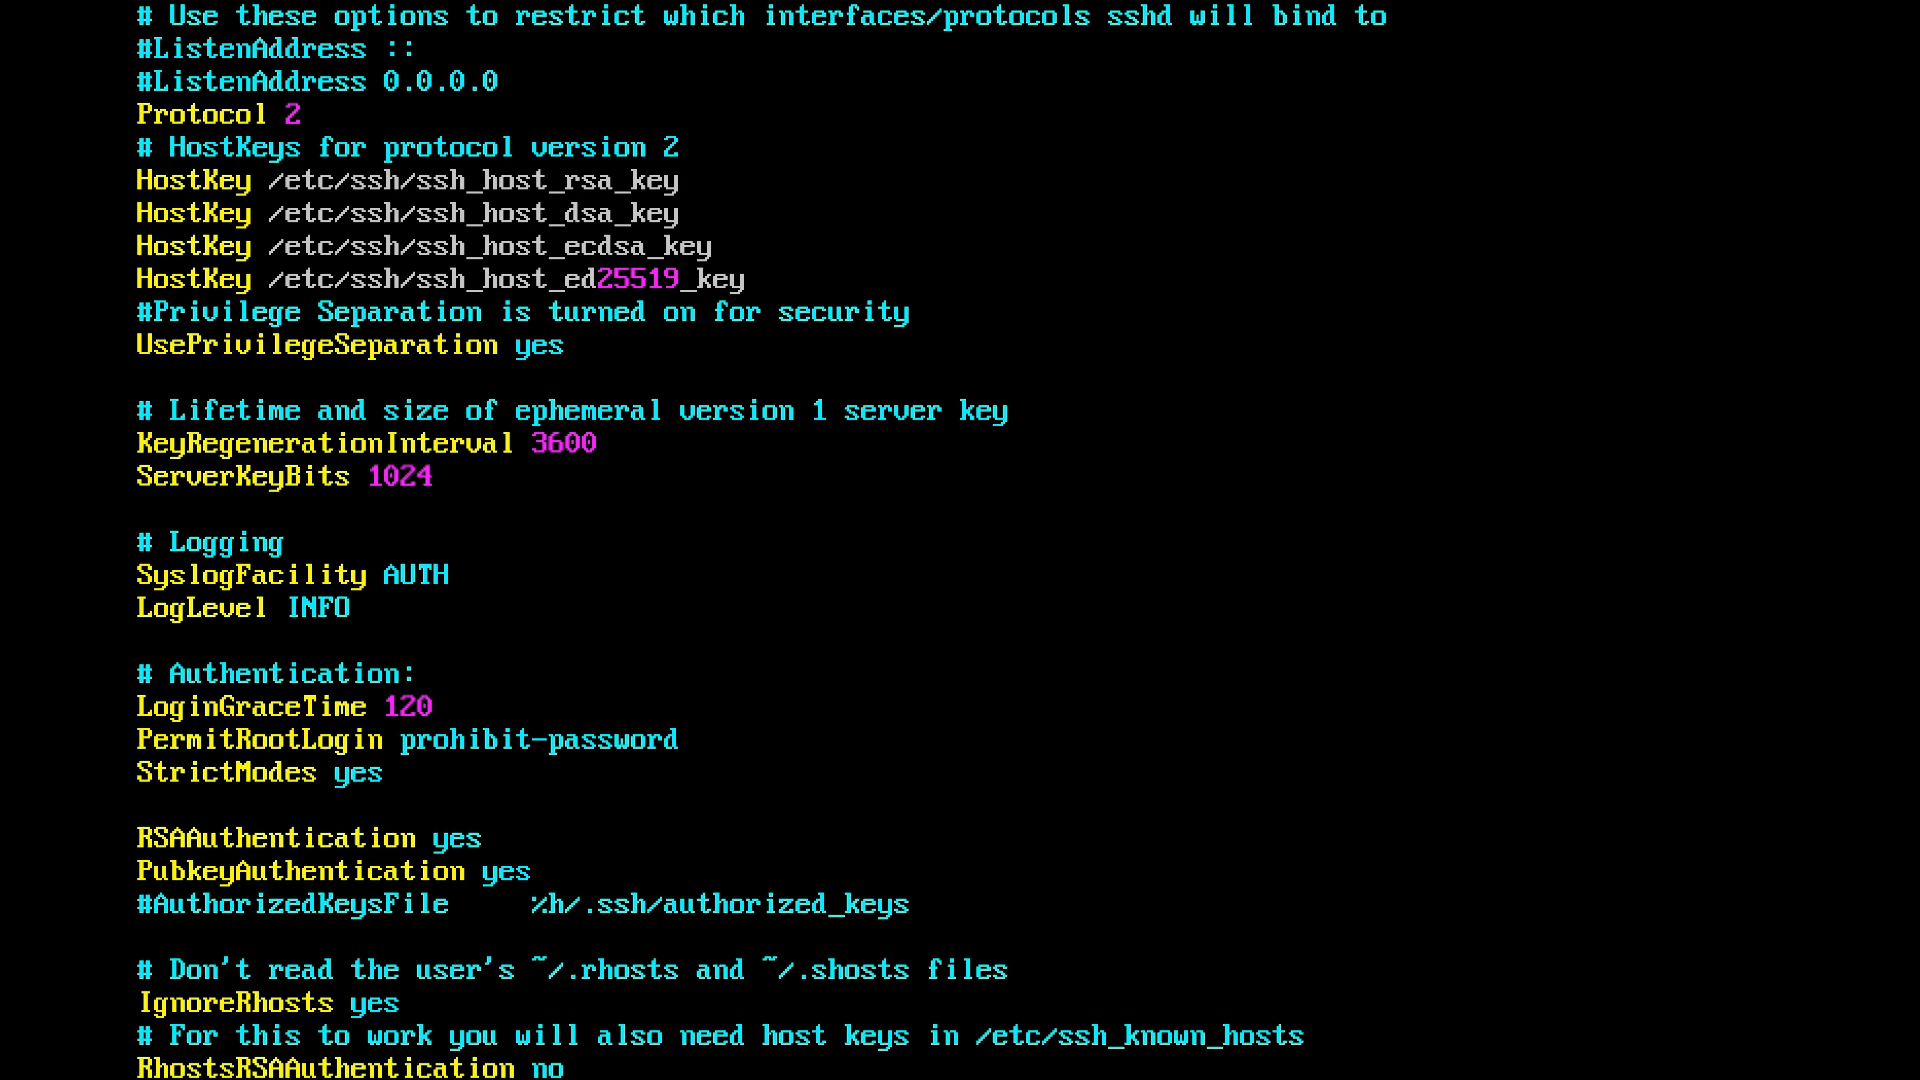 # Use these options to restrict which interfaces/protocols sshd will bind to
#ListenAddress ::
#ListenAddress 0.0.0.0
Protocol 2
# HostKeys for protocol version 2
HostKey /etc/ssh/ssh_host_rsa_key
HostKey /etc/ssh/ssh_host_dsa_key
HostKey /etc/ssh/ssh_host_ecdsa_key
HostKey /etc/ssh/ssh_host_ed25519_key
#Privilege Separation is turned on for security
UsePrivilegeSeparation yes

# Lifetime and size of ephemeral version 1 server key
KeyRegenerationInterval 3600
ServerKeyBits 1024

# Logging
SyslogFacility AUTH
LogLevel INFO

# Authentication:
LoginGraceTime 120
PermitRootLogin prohibit-password
StrictModes yes

RSAAuthentication yes
PubkeyAuthentication yes
#AuthorizedKeysFile     %h/.ssh/authorized_keys

# Don't read the user's ~/.rhosts and ~/.shosts files
IgnoreRhosts yes
# For this to work you will also need host keys in /etc/ssh_known_hosts
RhostsRSAAuthentication no